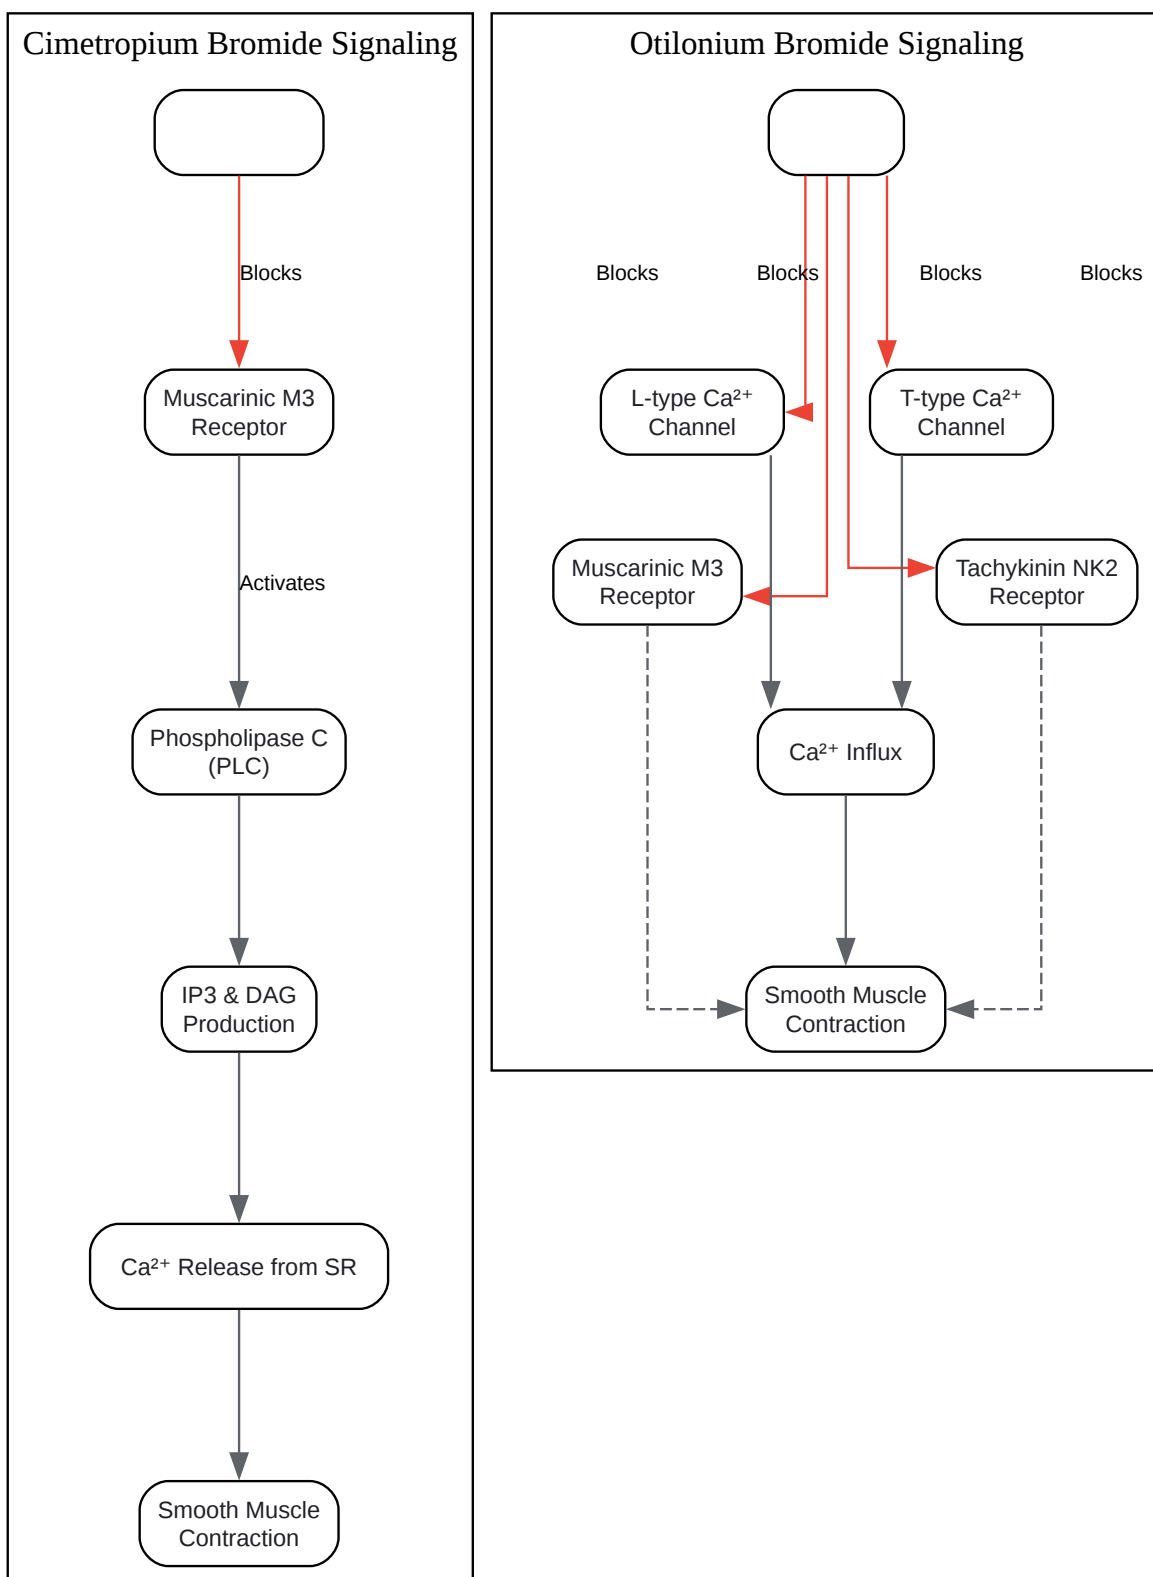 Cimetropium Bromide Signaling
Blocks
Muscarinic M3
Receptor
Activates
Phospholipase C
(PLC)
IP3 & DAG
Production
Ca²⁺ Release from SR
Smooth Muscle
Contraction
Otilonium Bromide Signaling
Blocks
Blocks
Blocks
Blocks
L-type Ca²⁺
Channel
T-type Ca²⁺
Channel
Muscarinic M3
Receptor
Tachykinin NK2
Receptor
Ca²⁺ Influx
Smooth Muscle
Contraction